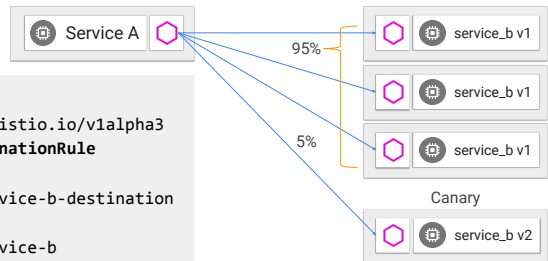 Service A
95%
5%
service_b v1
service_b v1
service_b v1
Canary
service_b v2
istio.io/v1alpha3
nationRule
vice-b-destination
vice-b